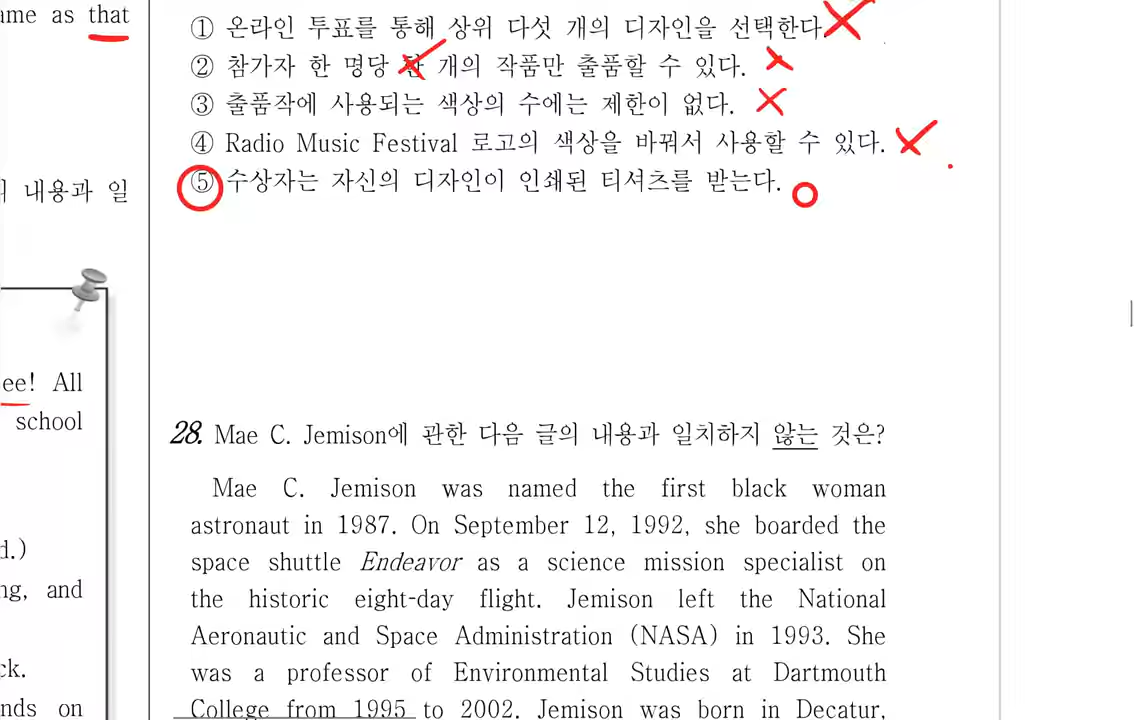 ame as that
내용과 일
ee! All
school
d.)
ng, and
ck.
nds on
① 온라인 투표를 통해 상위 다섯 개의 디자인을 선택한다.
② 참가자 한 명당 한 개의 작품만 출품할 수 있다.
③ 출품작에 사용되는 색상의 수에는 제한이 없다.
④ Radio Music Festival 로고의 색상을 바꿔서 사용할 수 있다.
⑤ 수상자는 자신의 디자인이 인쇄된 티셔츠를 받는다.
28. Mae C. Jemison에 관한 다음 글의 내용과 일치하지 않는 것은?
Mae C. Jemison was named the first black woman
astronaut in 1987. On September 12, 1992, she boarded the
space shuttle Endeavor as a science mission specialist on
the historic eight-day flight. Jemison left the National
Aeronautic and Space Administration (NASA) in 1993. She
was a professor of Environmental Studies at Dartmouth
College from 1995 to 2002. Jemison was born in Decatur,